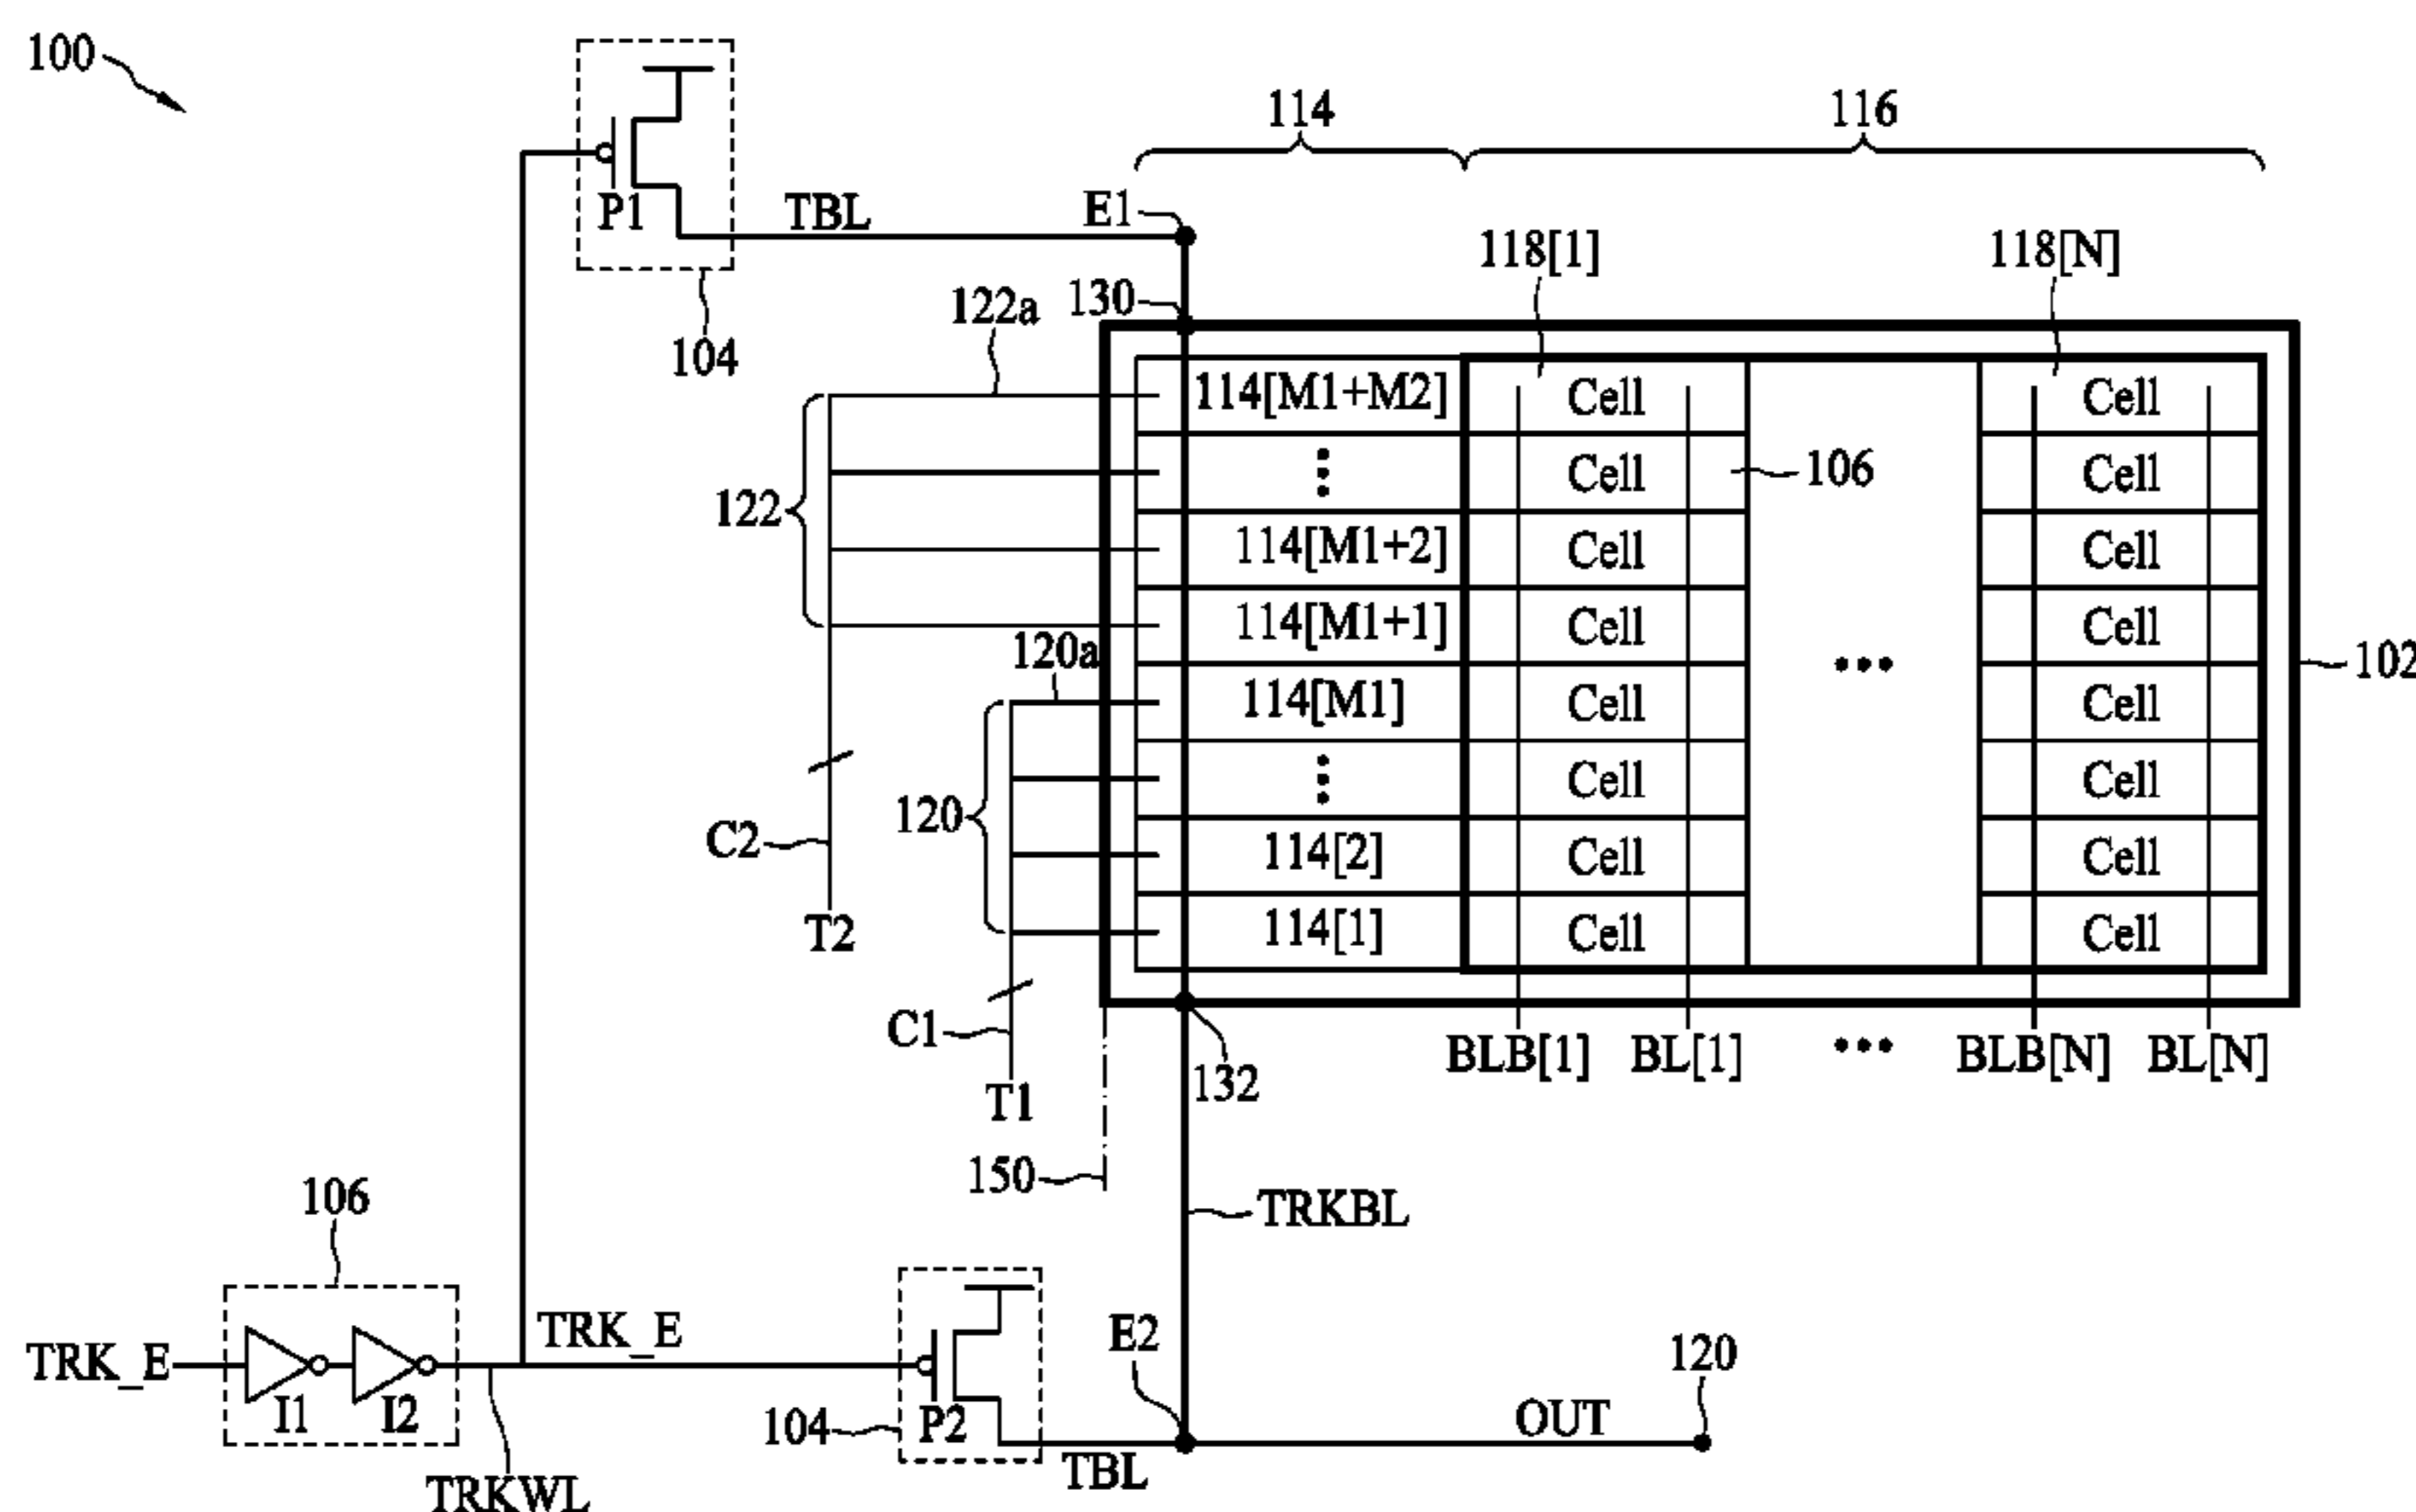 100
114
116
P1
TBL
E1
118[1]
118[N]
130
122a
104
114[M1+M2]
Cell
Cell
122
Cell
106
Cell
114[M1+2]
Cell
Cell
114[M1+1]
Cell
Cell
120a
102
114[M1]
Cell
Cell
120
Cell
Cell
C2
114[2]
Cell
Cell
T2
114[1]
Cell
Cell
C1
BLB[1]
BL[1]
BLB[N]
BL[N]
T1
132
150
106
TRKBL
TRK_E
I1
I2
TRK_E
E2
120
104
P2
OUT
TBL
TRKWL